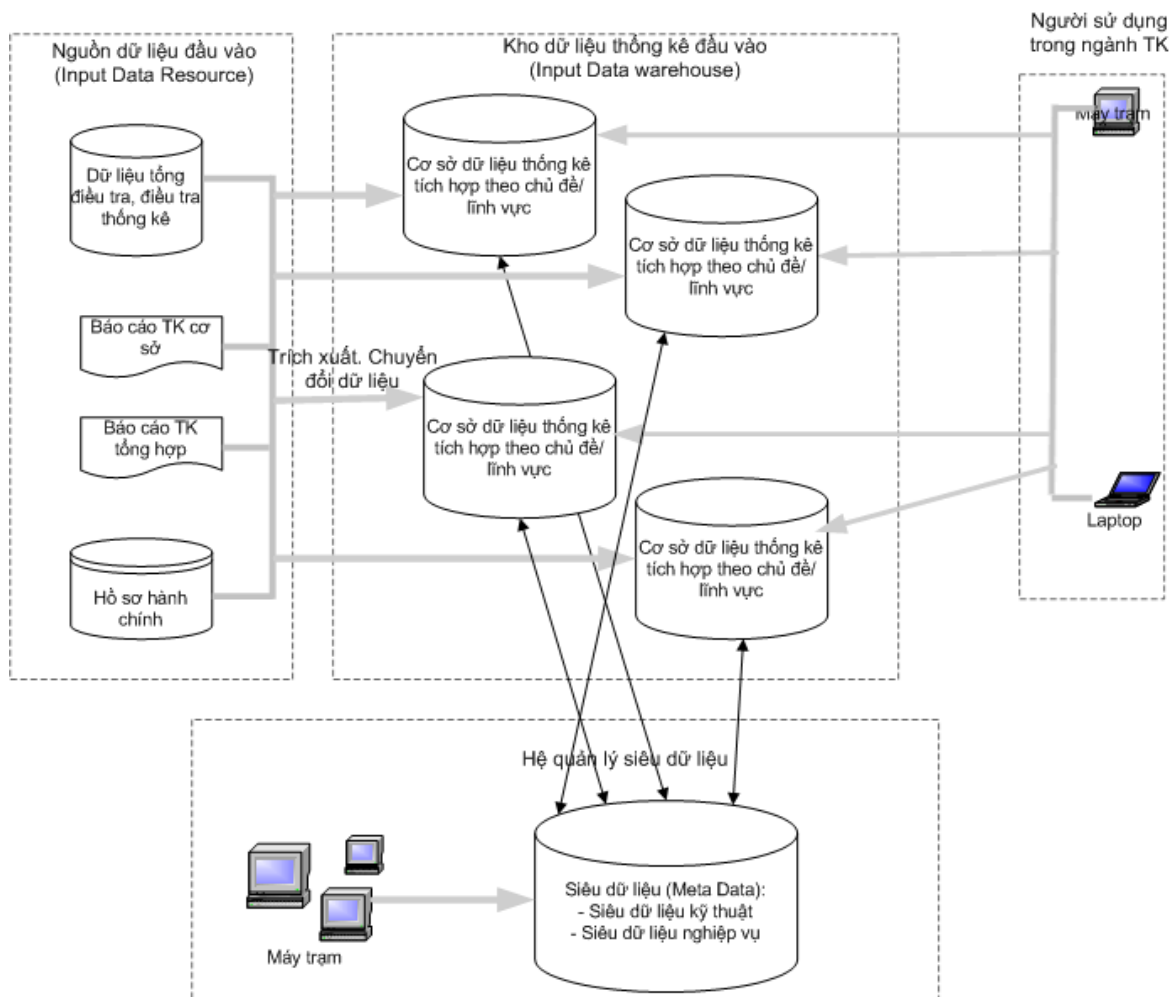 Nguồn dữ liệu đầu vào
(Input Data Resource)
Kho dữ liệu thống kê đầu vào
(Input Data warehouse)
Người sử dụng
trong ngành TK
Máy trạm
Dữ liệu tổng
điều tra, điều tra
thống kê
Cơ sở dữ liệu thống kê
tích hợp theo chủ đề/
lĩnh vực
Cơ sở dữ liệu thống kê
tích hợp theo chủ đề/
lĩnh vực
Báo cáo TK cơ
sở
Trích xuất. Chuyển
đổi dữ liệu
Báo cáo TK
tổng hợp
Cơ sở dữ liệu thống kê
tích hợp theo chủ đề/
lĩnh vực
Laptop
Cơ sở dữ liệu thống kê
tích hợp theo chủ đề/
lĩnh vực
Hồ sơ hành
chính
Hệ quản lý siêu dữ liệu
Siêu dữ liệu (Meta Data):
- Siêu dữ liệu kỹ thuật
- Siêu dữ liệu nghiệp vụ
Máy trạm